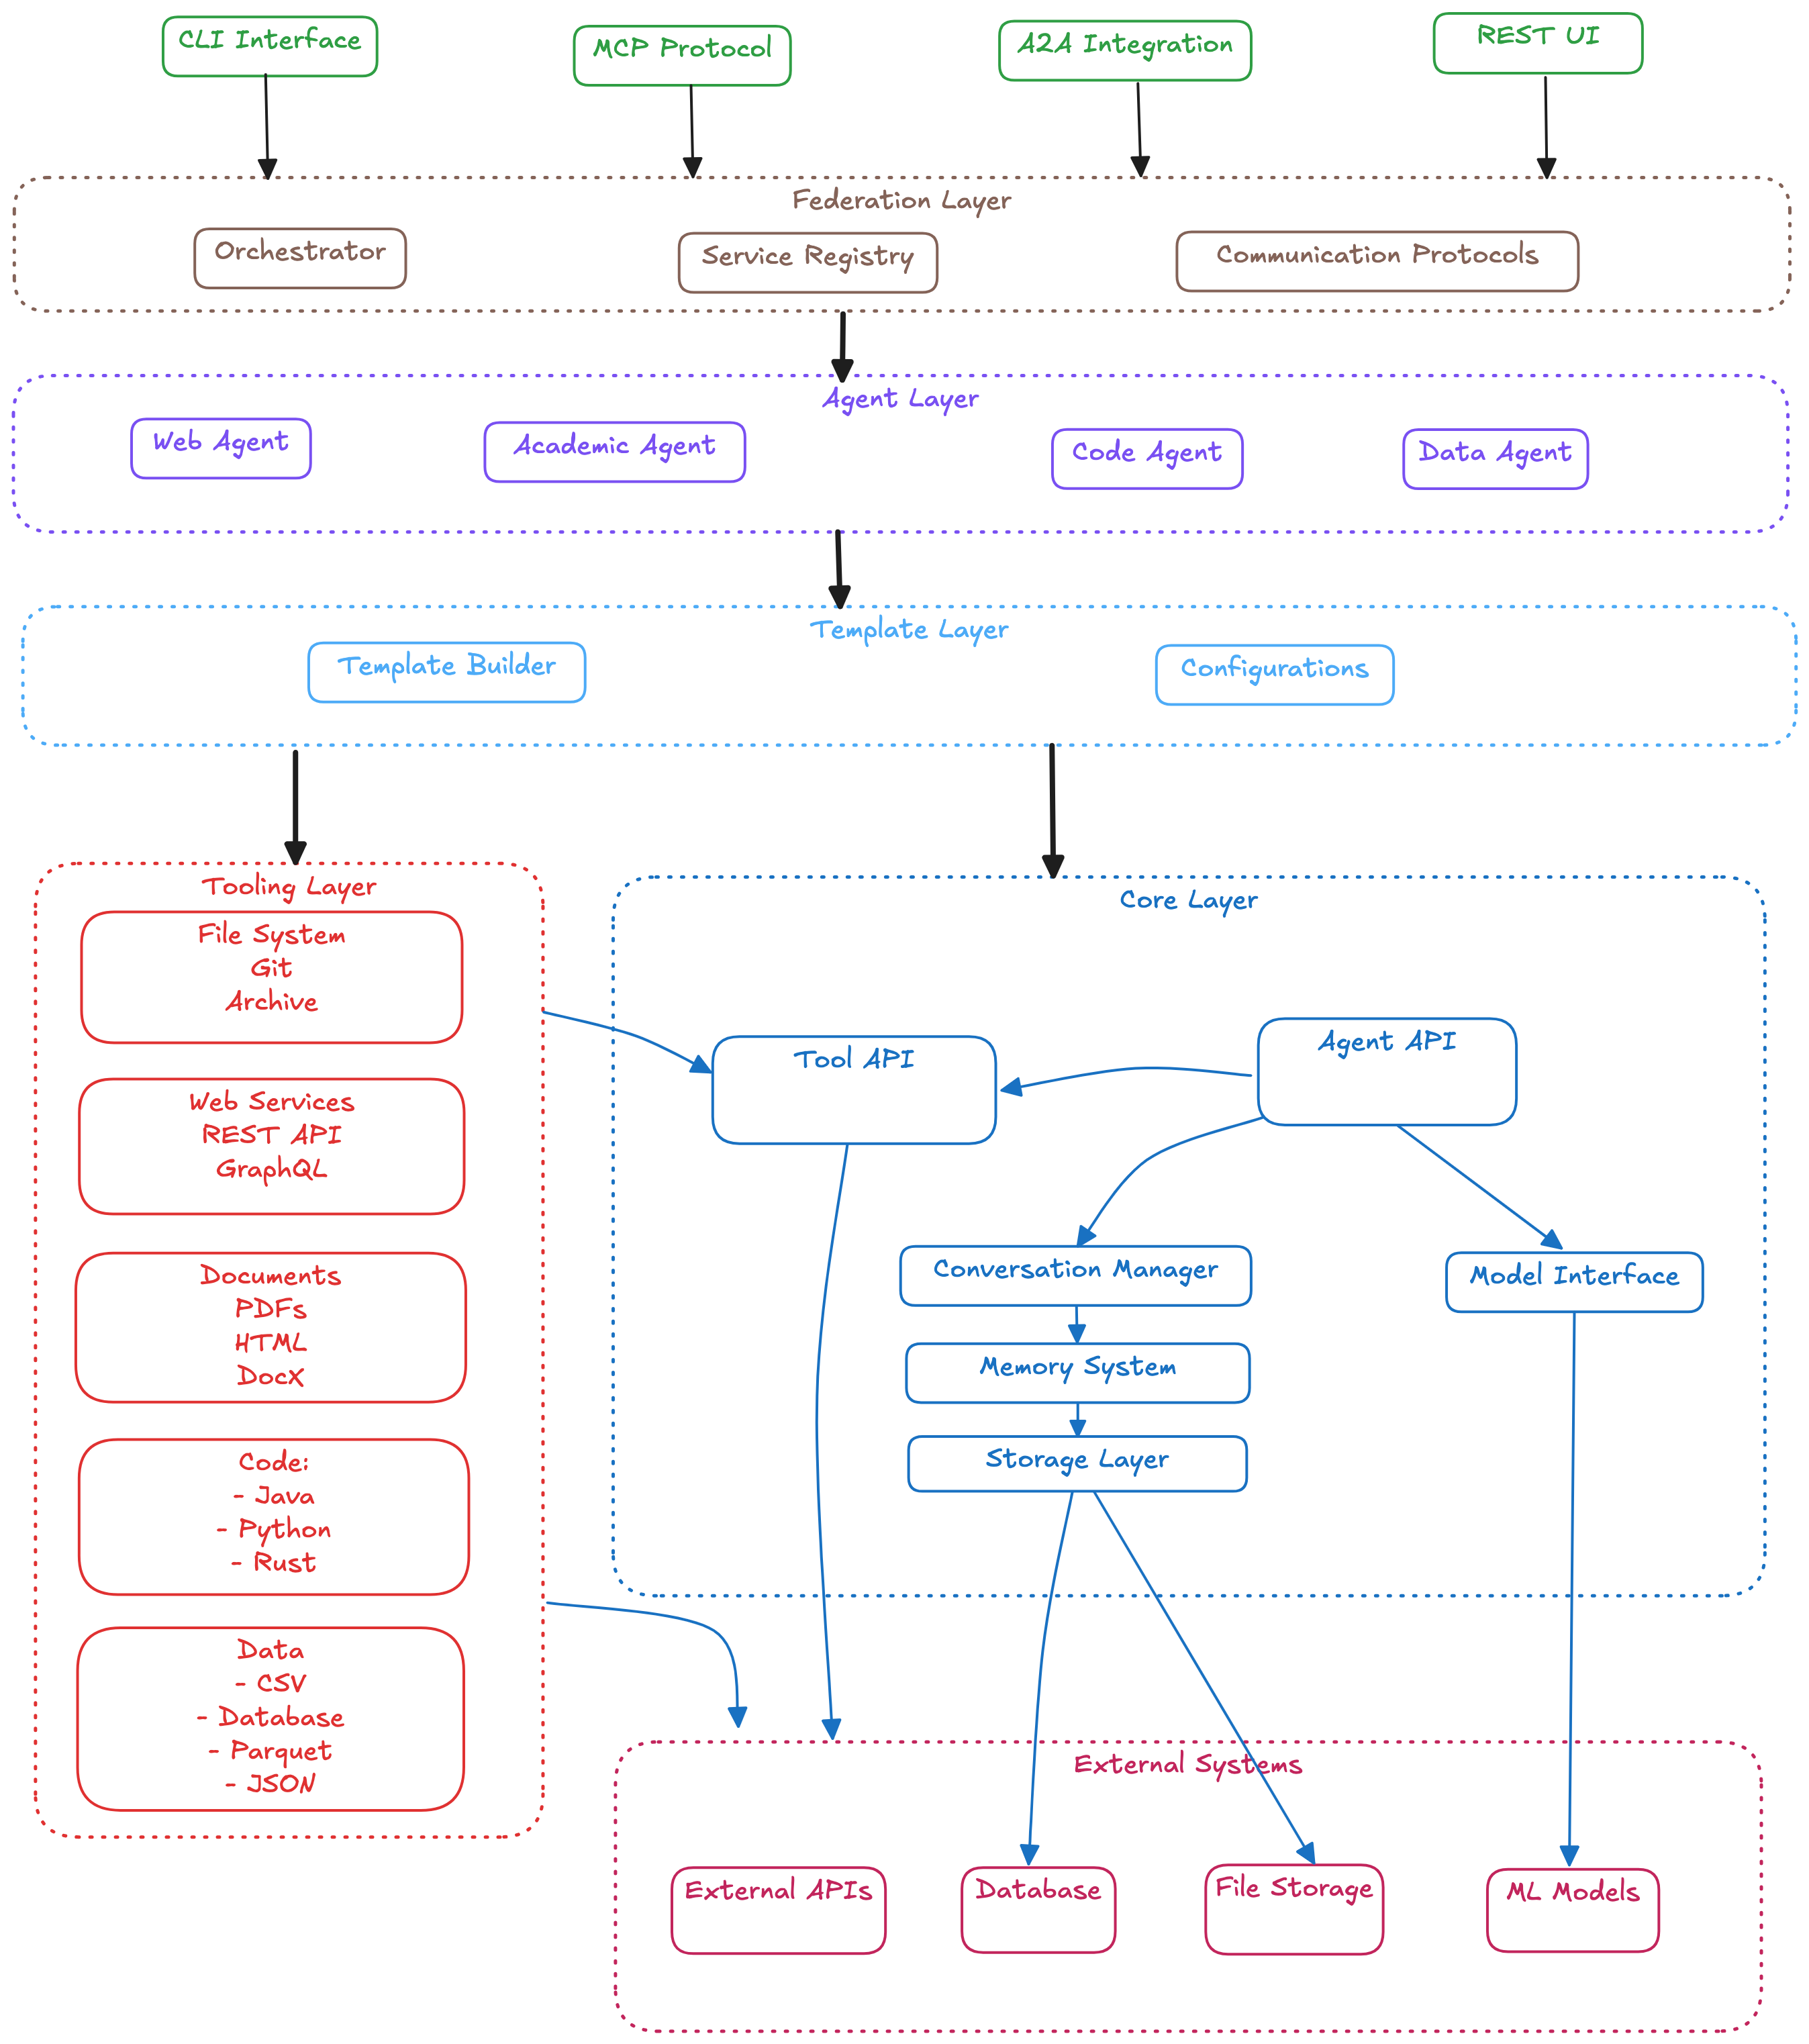 CLI Interface
MCP Protocol
A2A Integration
REST UI
Federation Layer
Orchestrator
Service Registry
Communication Protocols
Agent Layer
Web Agent
Academic Agent
Code Agent
Data Agent
Template Layer
Template Builder
Configurations
Tooling Layer
File System
Git
Archive
Web Services
REST API
GraphQL
Documents
PDFs
HTML
DocX
Code:
- Java
- Python
- Rust
Data
- CSV
- Database
- Parquet
- JSON
Core Layer
Tool API
Agent API
Conversation Manager
Model Interface
Memory System
Storage Layer
External Systems
External APIs
Database
File Storage
ML Models